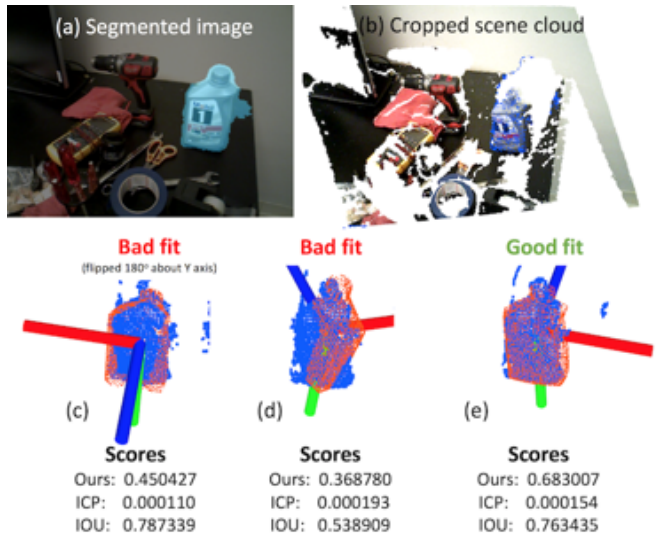 (a) Segmented image
(b) Cropped scene cloud
Bad fit
(flipped 180° about Y axis)
Bad fit
Good fit
(c)
(d)
(e)
Scores
Ours: 0.450427
ICP: 0.000110
IOU: 0.787339
Scores
Ours: 0.368780
ICP: 0.000193
IOU: 0.538909
Scores
Ours: 0.683007
ICP: 0.000154
IOU: 0.763435